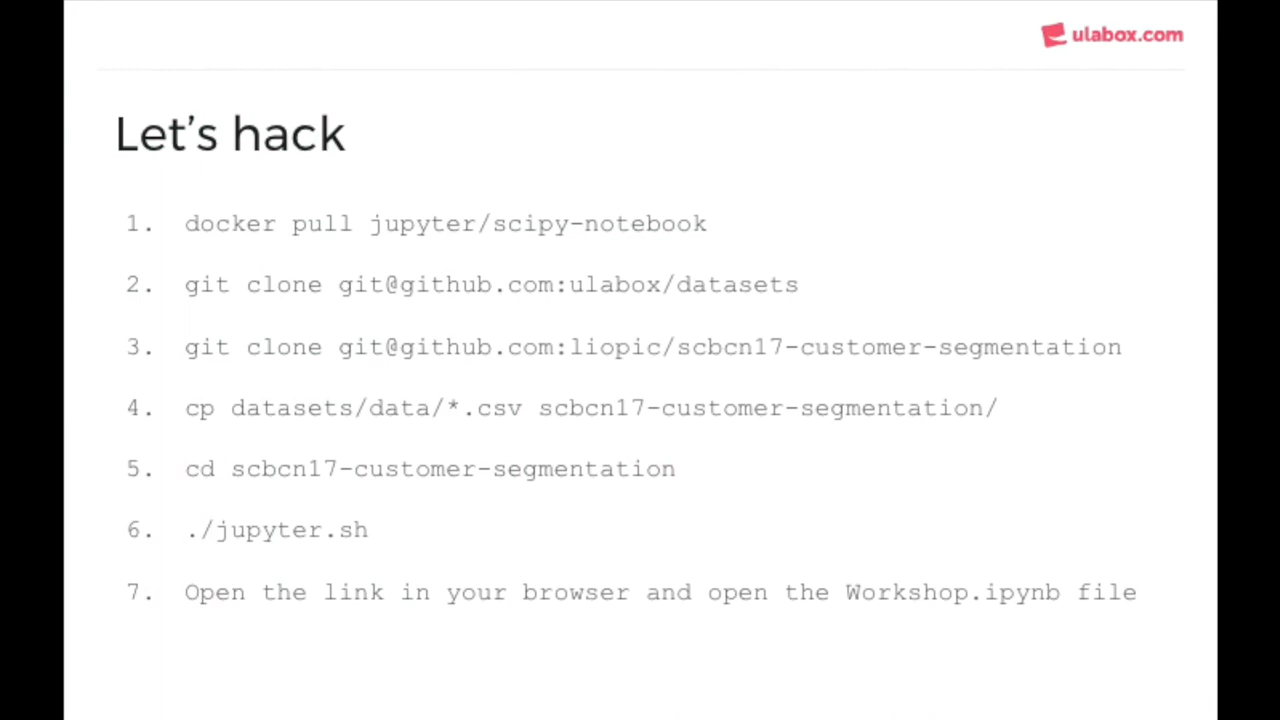 ulabox.com
Let’s hack
1. docker pull jupyter/scipy-notebook
2. git clone git@github.com:ulabox/datasets
3. git clone git@github.com:liopic/scbcn17-customer-segmentation
4. cp datasets/data/*.csv scbcn17-customer-segmentation/
5. cd scbcn17-customer-segmentation
6. ./jupyter.sh
7. Open the link in your browser and open the Workshop.ipynb file